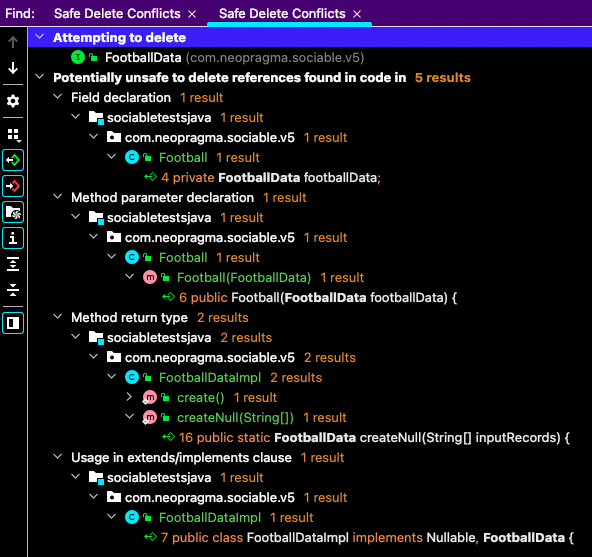 Find: Safe Delete Conflicts × Safe Delete Conflicts ×
Attempting to delete
I FootballData (com.neopragma.sociable.v5)
Potentially unsafe to delete references found in code in 5 results
Field declaration 1 result
sociabletestsjava 1 result
com.neopragma.sociable.v5 1 result
C Football 1 result
4 private FootballData footballData;
Method parameter declaration 1 result
sociabletestsjava 1 result
com.neopragma.sociable.v5 1 result
C Football 1 result
m Football(FootballData) 1 result
6 public Football(FootballData footballData) {
Method return type 2 results
sociabletestsjava 2 results
com.neopragma.sociable.v5 2 results
C FootballDataImpl 2 results
m create() 1 result
m createNull(String[]) 1 result
16 public static FootballData createNull(String[] inputRecords) {
Usage in extends/implements clause 1 result
sociabletestsjava 1 result
com.neopragma.sociable.v5 1 result
C FootballDataImpl 1 result
7 public class FootballDataImpl implements Nullable, FootballData {